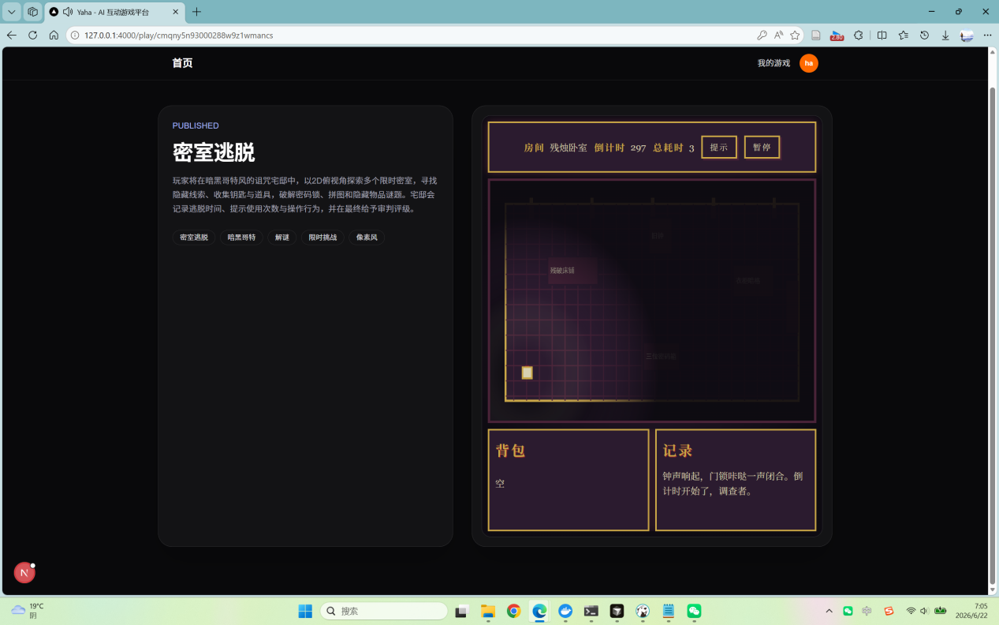 Yaha - AI 互动游戏平台
127.0.0.1:4000/play/cmqny5n93000288w9z1wmancs
2.80
首页
我的游戏
ha
PUBLISHED
密室逃脱
玩家将在暗黑哥特风的诅咒宅邸中，以2D俯视角探索多个限时密室，寻找
隐藏线索、收集钥匙与道具，破解密码锁、拼图和隐藏物品谜题。宅邸会
记录逃脱时间、提示使用次数与操作行为，并在最终给予审判评级。
密室逃脱
暗黑哥特
解谜
限时挑战
像素风
房间 残烛卧室 倒计时 297 总耗时 3 提示 暂停
残破床铺
背包
空
记录
钟声响起，门锁咔哒一声闭合。倒
计时开始了，调查者。
N
19°C
阴
搜索
中
7:05
2026/6/22